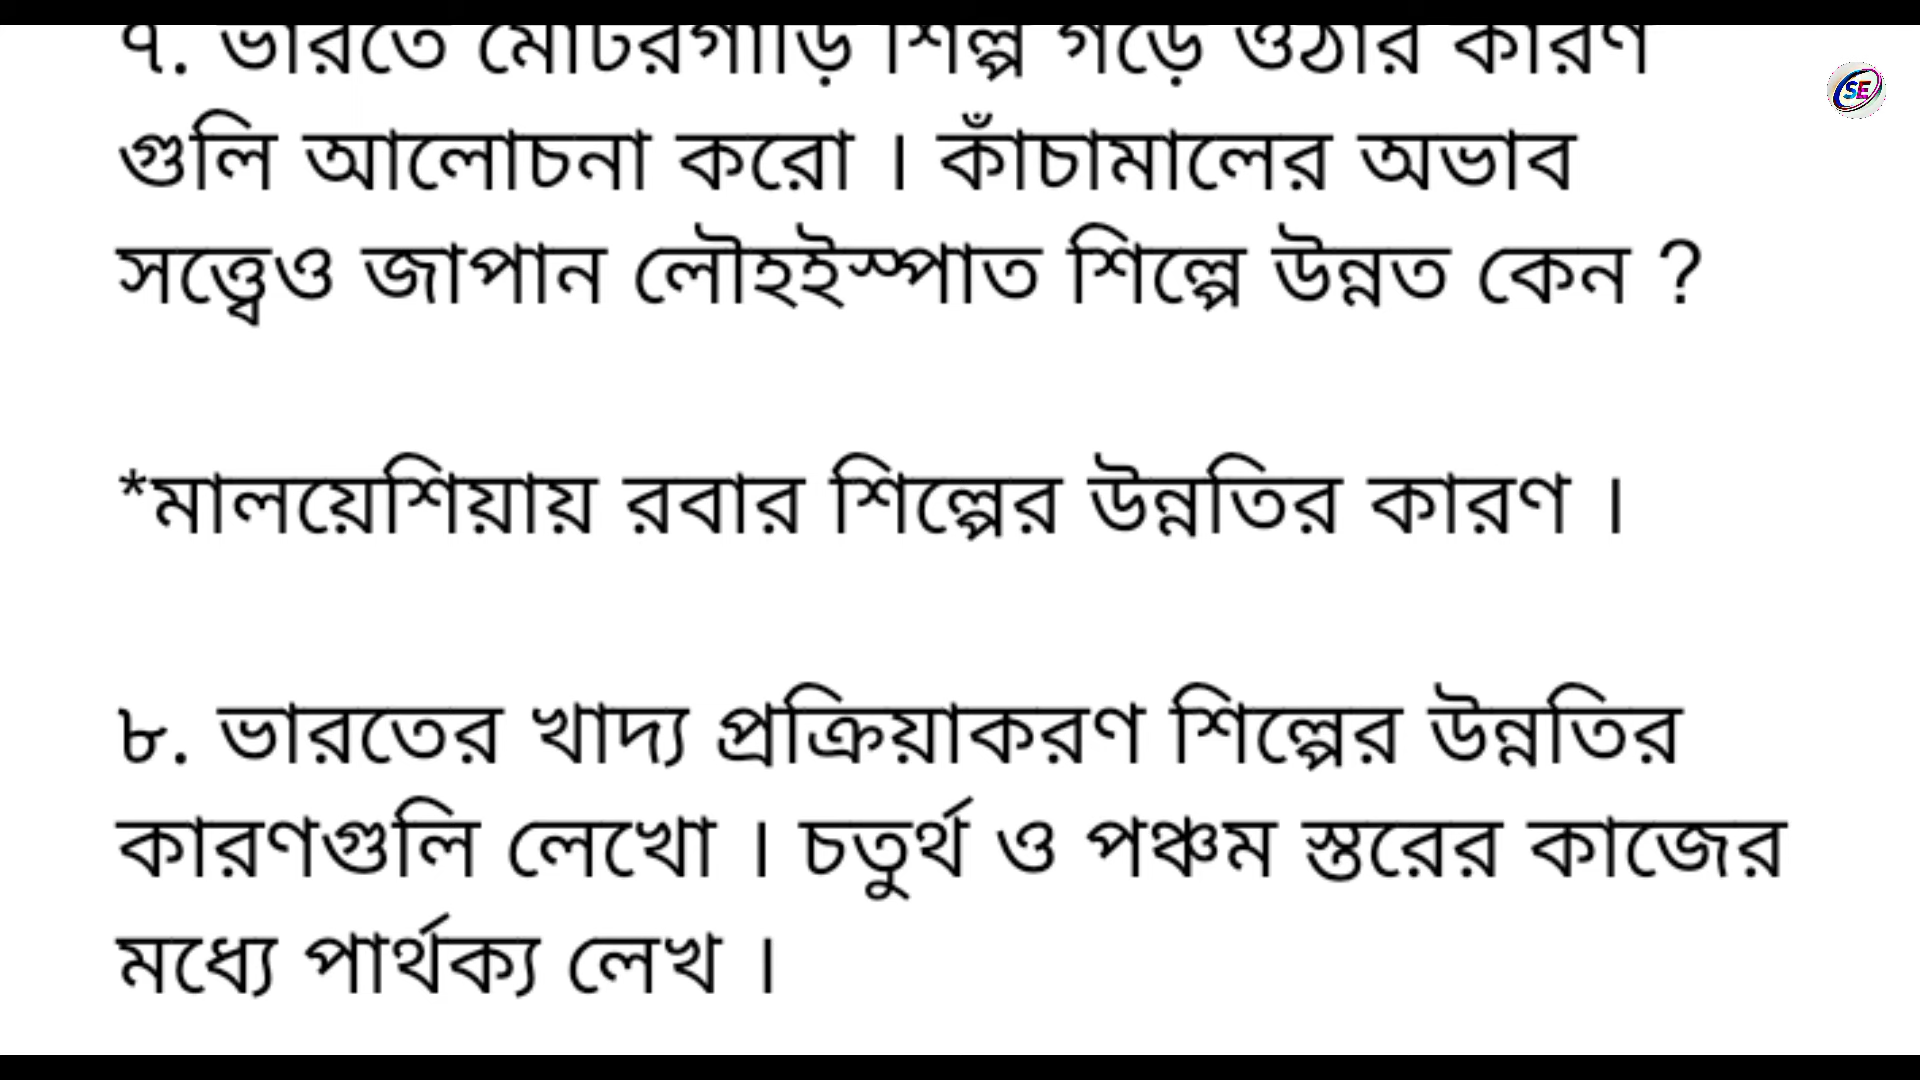 ৭. ভারতে মোটরগাড়ি শিল্প গড়ে ওঠার কারণ
গুলি আলোচনা করো । কাঁচামালের অভাব
সত্ত্বেও জাপান লৌহইস্পাত শিল্পে উন্নত কেন ?
*মালয়েশিয়ায় রবার শিল্পের উন্নতির কারণ ।
৮. ভারতের খাদ্য প্রক্রিয়াকরণ শিল্পের উন্নতির
কারণগুলি লেখো । চতুর্থ ও পঞ্চম স্তরের কাজের
মধ্যে পার্থক্য লেখ ।
SE